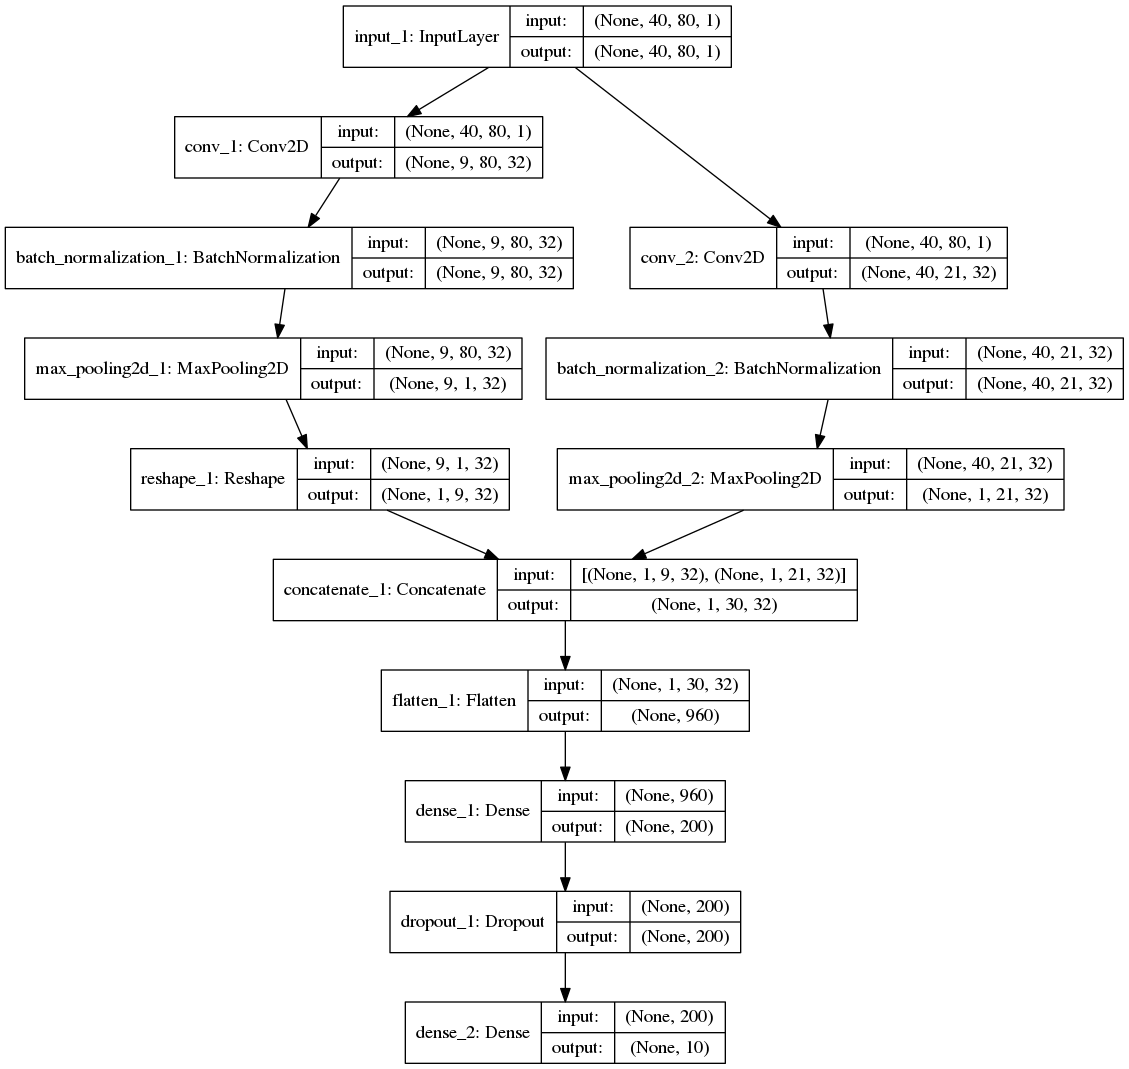 input_1: InputLayer
input: (None, 40, 80, 1)
output: (None, 40, 80, 1)
conv_1: Conv2D
input: (None, 40, 80, 1)
output: (None, 9, 80, 32)
batch_normalization_1: BatchNormalization
input: (None, 9, 80, 32)
output: (None, 9, 80, 32)
conv_2: Conv2D
input: (None, 40, 80, 1)
output: (None, 40, 21, 32)
max_pooling2d_1: MaxPooling2D
input: (None, 9, 80, 32)
output: (None, 9, 1, 32)
batch_normalization_2: BatchNormalization
input: (None, 40, 21, 32)
output: (None, 40, 21, 32)
reshape_1: Reshape
input: (None, 9, 1, 32)
output: (None, 1, 9, 32)
max_pooling2d_2: MaxPooling2D
input: (None, 40, 21, 32)
output: (None, 1, 21, 32)
concatenate_1: Concatenate
input: [(None, 1, 9, 32), (None, 1, 21, 32)]
output: (None, 1, 30, 32)
flatten_1: Flatten
input: (None, 1, 30, 32)
output: (None, 960)
dense_1: Dense
input: (None, 960)
output: (None, 200)
dropout_1: Dropout
input: (None, 200)
output: (None, 200)
dense_2: Dense
input: (None, 200)
output: (None, 10)